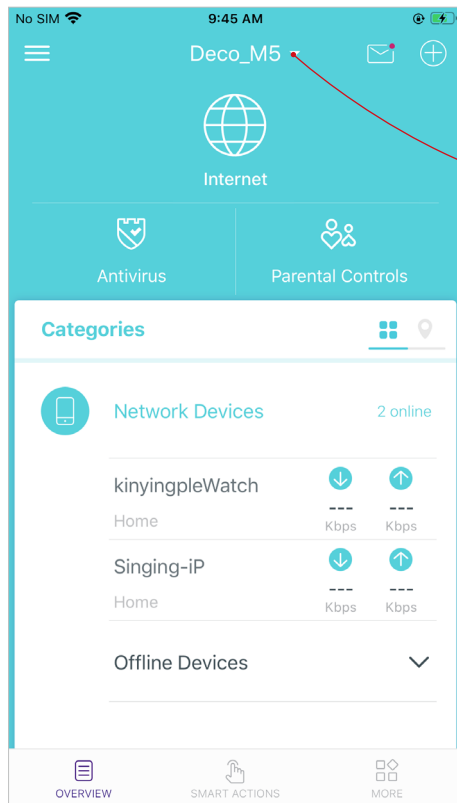 No SIM 9:45 AM
Deco_M5
Internet
Antivirus Parental Controls
Categories
Network Devices 2 online
kinyingpleWatch --- ---
Home Kbps Kbps
Singing-iP --- ---
Home Kbps Kbps
Offline Devices
OVERVIEW SMART ACTIONS MORE